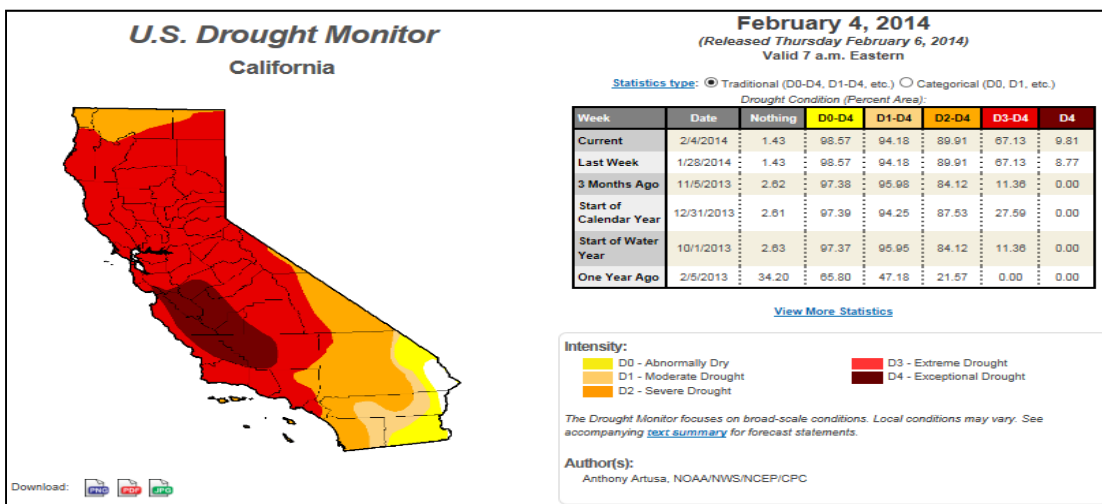 U.S. Drought Monitor
California
February 4, 2014
(Released Thursday February 6, 2014)
Valid 7 a.m. Eastern
Statistics type: Traditional (D0-D4, D1-D4, etc.) Categorical (D0, D1, etc.)
Drought Condition (Percent Area):
Week Date Nothing D0-D4 D1-D4 D2-D4 D3-D4 D4
Current 2/4/2014 1.43 98.57 94.18 89.91 67.13 9.81
Last Week 1/28/2014 1.43 98.57 94.18 89.91 67.13 8.77
3 Months Ago 11/5/2013 2.62 97.38 95.98 84.12 11.36 0.00
Start of
Calendar Year 12/31/2013 2.61 97.39 94.25 87.53 27.59 0.00
Start of Water
Year 10/1/2013 2.63 97.37 95.95 84.12 11.36 0.00
One Year Ago 2/5/2013 34.20 65.80 47.18 21.57 0.00 0.00
View More Statistics
Intensity:
D0 - Abnormally Dry
D1 - Moderate Drought
D2 - Severe Drought
D3 - Extreme Drought
D4 - Exceptional Drought
The Drought Monitor focuses on broad-scale conditions. Local conditions may vary. See
accompanying text summary for forecast statements.
Author(s):
Anthony Artusa, NOAA/NWS/NCEP/CPC
Download: PNG PDF JPG